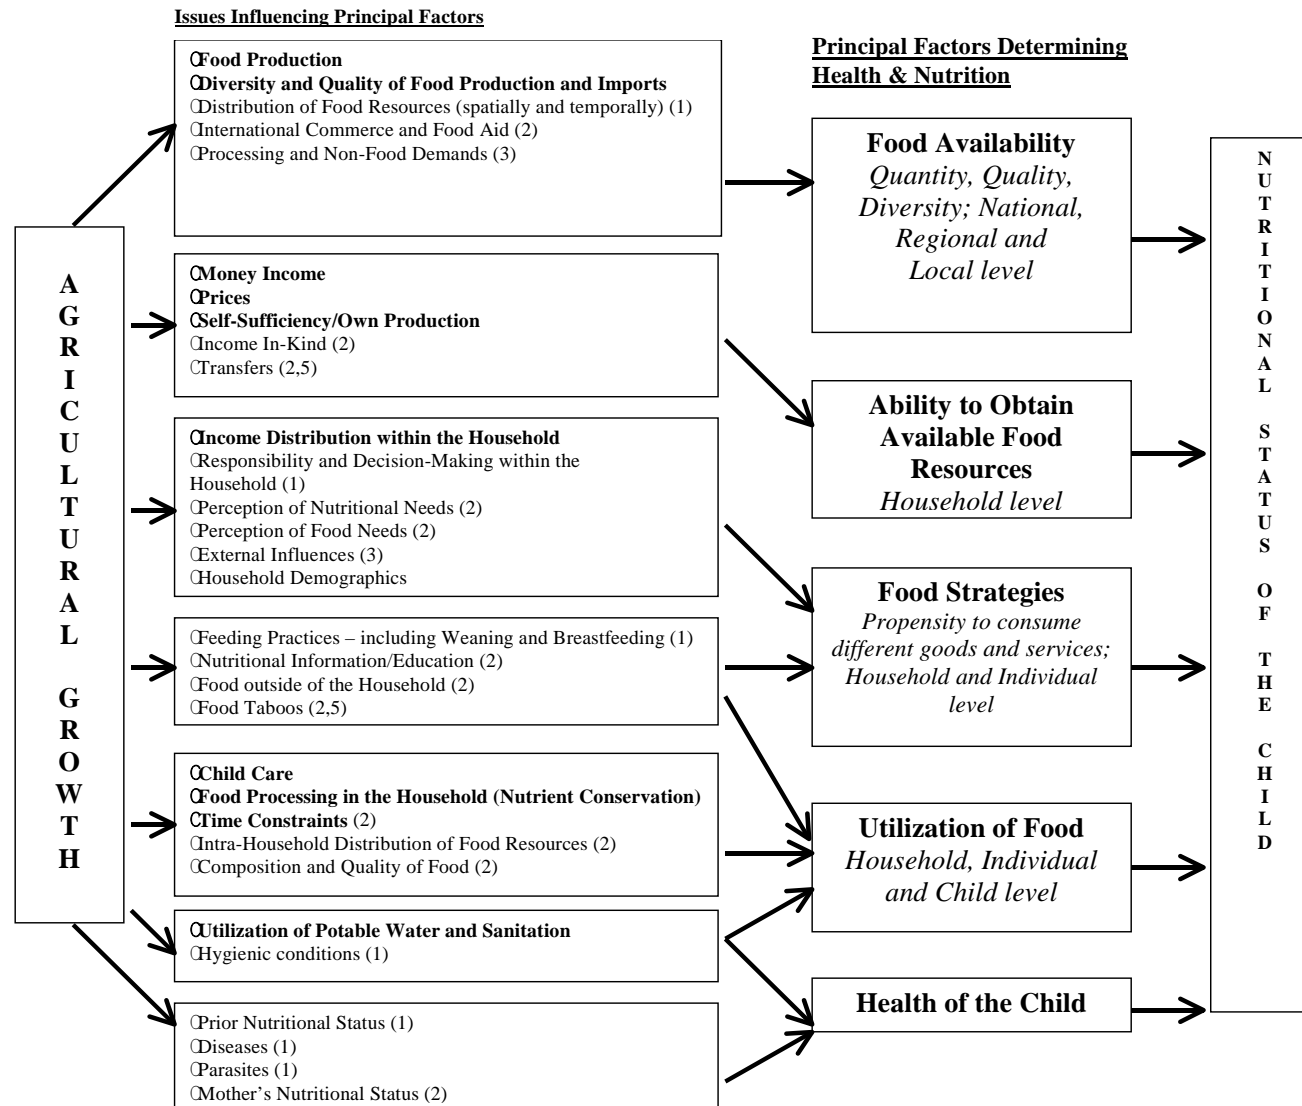 Issues Influencing Principal Factors
Food Production
Diversity and Quality of Food Production and Imports
Distribution of Food Resources (spatially and temporally) (1)
International Commerce and Food Aid (2)
Processing and Non-Food Demands (3)
Money Income
Prices
Self-Sufficiency/Own Production
Income In-Kind (2)
Transfers (2,5)
Income Distribution within the Household
Responsibility and Decision-Making within the
Household (1)
Perception of Nutritional Needs (2)
Perception of Food Needs (2)
External Influences (3)
Household Demographics
Feeding Practices – including Weaning and Breastfeeding (1)
Nutritional Information/Education (2)
Food outside of the Household (2)
Food Taboos (2,5)
Child Care
Food Processing in the Household (Nutrient Conservation)
Time Constraints (2)
Intra-Household Distribution of Food Resources (2)
Composition and Quality of Food (2)
Utilization of Potable Water and Sanitation
Hygienic conditions (1)
Prior Nutritional Status (1)
Diseases (1)
Parasites (1)
Mother's Nutritional Status (2)
AGRICULTURAL GROWTH
Principal Factors Determining
Health & Nutrition
Food Availability
Quantity, Quality,
Diversity; National,
Regional and
Local level
Ability to Obtain
Available Food
Resources
Household level
Food Strategies
Propensity to consume
different goods and services;
Household and Individual
level
Utilization of Food
Household, Individual
and Child level
Health of the Child
NUTRITIONAL STATUS OF THE CHILD